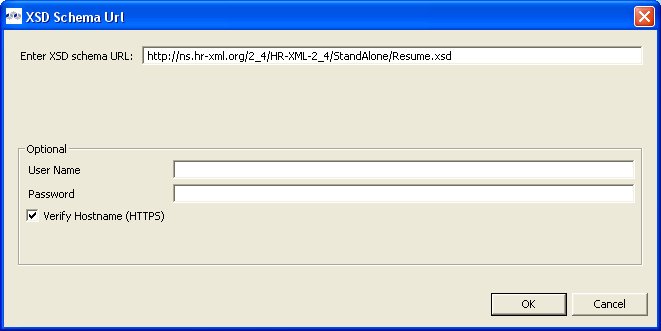 XSD Schema Url
Enter XSD schema URL: http://ns.hr-xml.org/2_4/HR-XML-2_4/StandAlone/Resume.xsd
Optional
User Name
Password
Verify Hostname (HTTPS)
OK Cancel